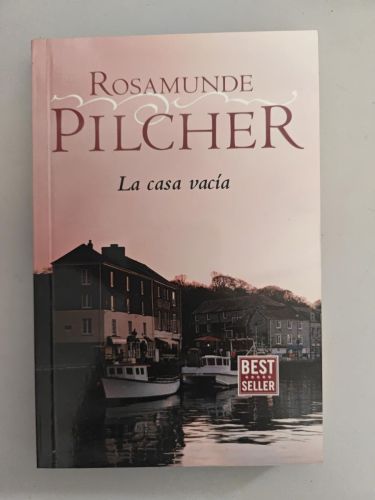 ROSAMUNDE
PILCHER
La casa vacía
BEST
SELLER